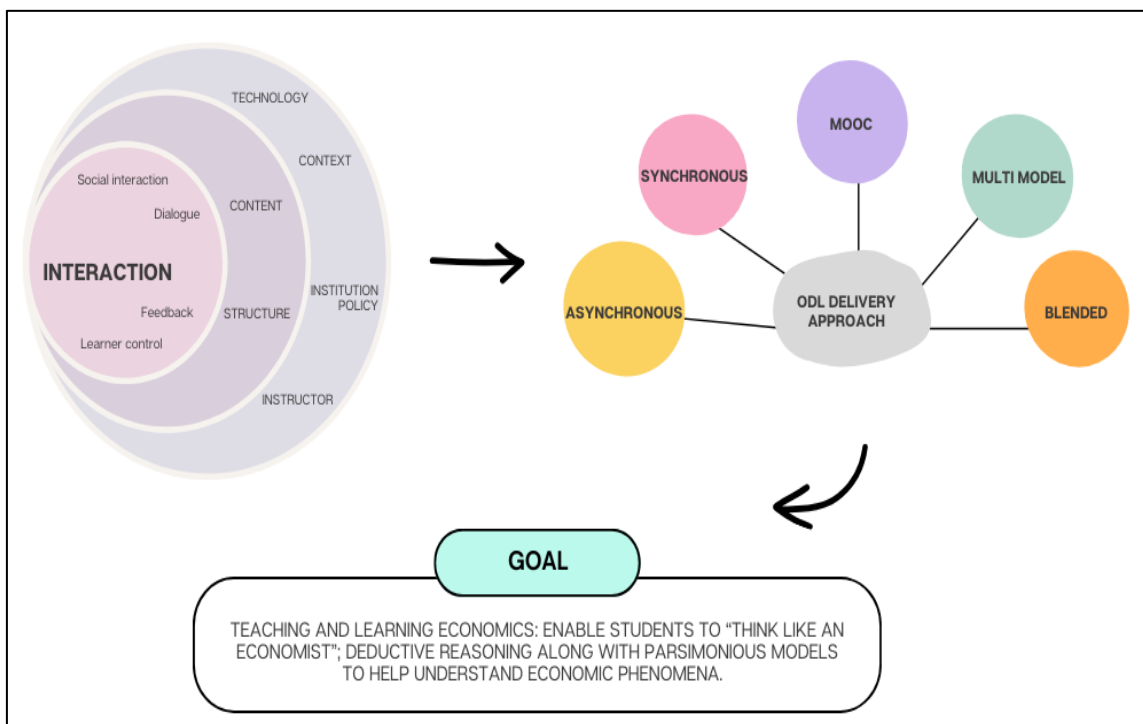 TECHNOLOGY
CONTEXT
Social interaction
Dialogue
CONTENT
INTERACTION
INSTITUTION
POLICY
Feedback
STRUCTURE
Learner control
INSTRUCTOR
MOOC
SYNCHRONOUS
MULTI MODEL
ASYNCHRONOUS
ODL DELIVERY
APPROACH
BLENDED
GOAL
TEACHING AND LEARNING ECONOMICS: ENABLE STUDENTS TO “THINK LIKE AN
ECONOMIST”; DEDUCTIVE REASONING ALONG WITH PARSIMONIOUS MODELS
TO HELP UNDERSTAND ECONOMIC PHENOMENA.